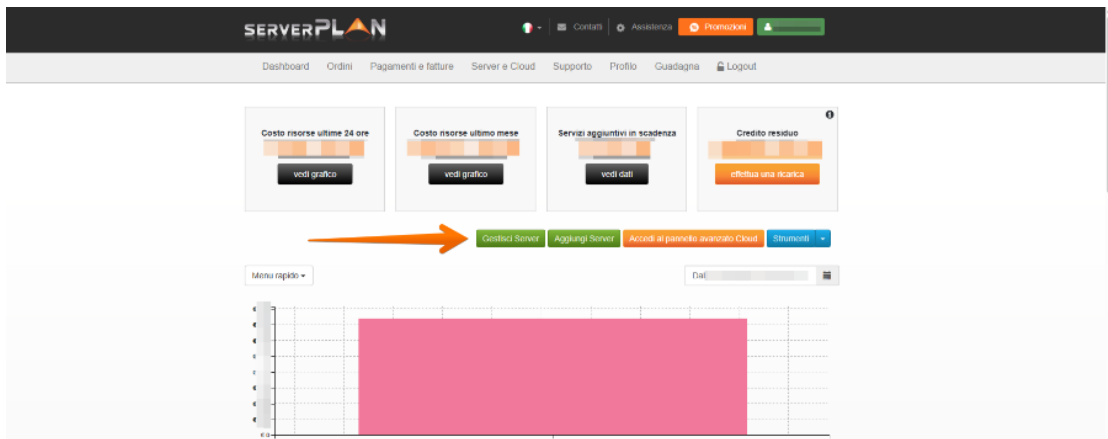 SERVERPLAN
Contatti Assistenza Promozioni
Dashboard Ordini Pagamenti e fatture Server e Cloud Supporto Profilo Guadagna Logout
Costo risorse ultime 24 ore Costo risorse ultimo mese Servizi aggiuntivi in scadenza Credito residuo
vedi grafico vedi grafico vedi dati effettua una ricarica
Gestisci Server Aggiungi Server Accedi al pannello avanzato Cloud Strumenti
Menu rapido Dal